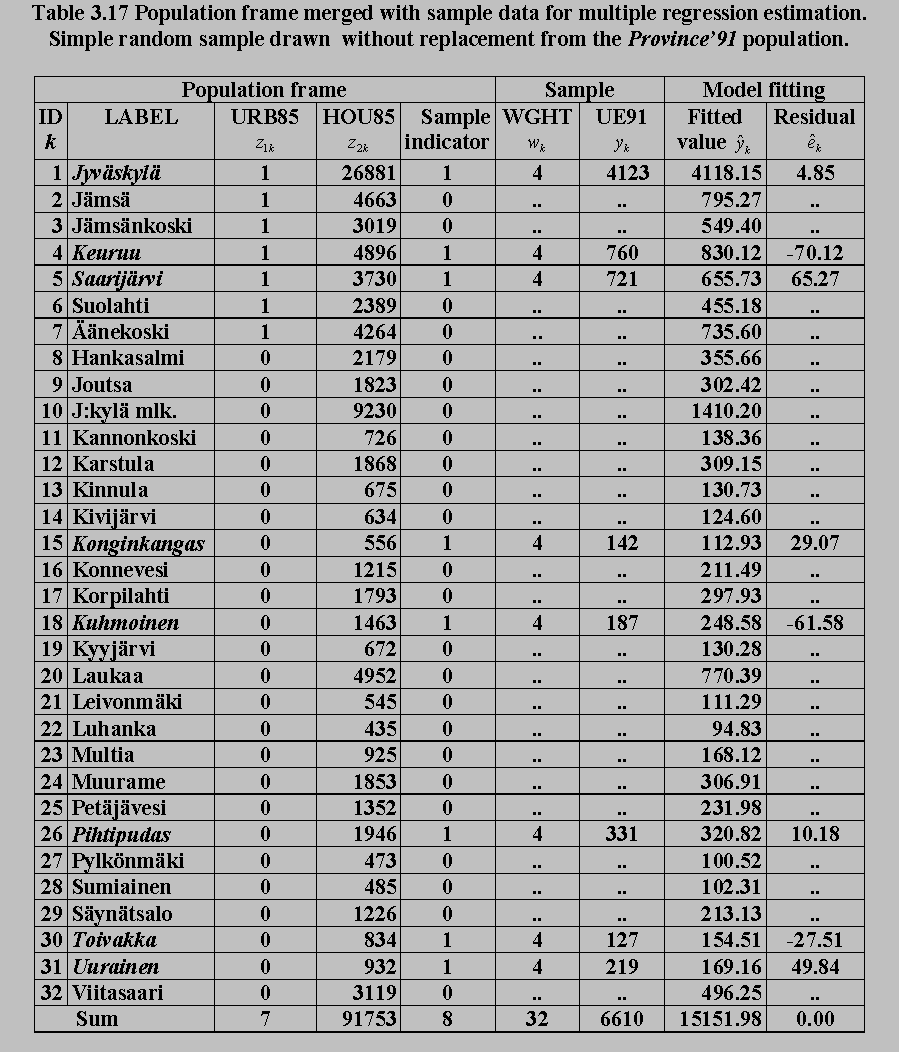 Table 3.17 Population frame merged with sample data for multiple regression estimation.
Simple random sample drawn without replacement from the Province’91 population.
Population frame Sample Model fitting
ID LABEL URB85 HOU85 Sample WGHT UE91 Fitted Residual
k z1k z2k indicator wk yk value ŷk êk
1 Jyväskylä 1 26881 1 4 4123 4118.15 4.85
2 Jämsä 1 4663 0 .. .. 795.27 ..
3 Jämsänkoski 1 3019 0 .. .. 549.40 ..
4 Keuruu 1 4896 1 4 760 830.12 -70.12
5 Saarijärvi 1 3730 1 4 721 655.73 65.27
6 Suolahti 1 2389 0 .. .. 455.18 ..
7 Äänekoski 1 4264 0 .. .. 735.60 ..
8 Hankasalmi 0 2179 0 .. .. 355.66 ..
9 Joutsa 0 1823 0 .. .. 302.42 ..
10 J:kylä mlk. 0 9230 0 .. .. 1410.20 ..
11 Kannonkoski 0 726 0 .. .. 138.36 ..
12 Karstula 0 1868 0 .. .. 309.15 ..
13 Kinnula 0 675 0 .. .. 130.73 ..
14 Kivijärvi 0 634 0 .. .. 124.60 ..
15 Konginkangas 0 556 1 4 142 112.93 29.07
16 Konnevesi 0 1215 0 .. .. 211.49 ..
17 Korpilahti 0 1793 0 .. .. 297.93 ..
18 Kuhmoinen 0 1463 1 4 187 248.58 -61.58
19 Kyyjärvi 0 672 0 .. .. 130.28 ..
20 Laukaa 0 4952 0 .. .. 770.39 ..
21 Leivonmäki 0 545 0 .. .. 111.29 ..
22 Luhanka 0 435 0 .. .. 94.83 ..
23 Multia 0 925 0 .. .. 168.12 ..
24 Muurame 0 1853 0 .. .. 306.91 ..
25 Petäjävesi 0 1352 0 .. .. 231.98 ..
26 Pihtipudas 0 1946 1 4 331 320.82 10.18
27 Pylkönmäki 0 473 0 .. .. 100.52 ..
28 Sumiainen 0 485 0 .. .. 102.31 ..
29 Säynätsalo 0 1226 0 .. .. 213.13 ..
30 Toivakka 0 834 1 4 127 154.51 -27.51
31 Uurainen 0 932 1 4 219 169.16 49.84
32 Viitasaari 0 3119 0 .. .. 496.25 ..
Sum 7 91753 8 32 6610 15151.98 0.00